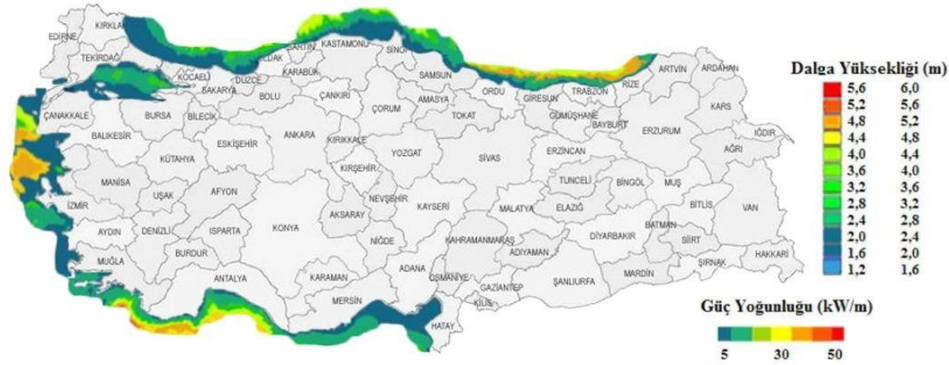 KIRKLA
EDİRNE
TEKİRDAĞ
KOCAELİ
SAKARYA
DÜZCE
BOLU
LDAK
ARTIN
KARABÜK
KASTAMONU
SİNOP
ÇANKIRI
SAMSUN
ORDU
GİRESUN
TRABZON
RİZE
ARTVİN
ARDAHAN
KARS
ÇANAKKALE
BALIKESİR
BURSA
BİLECİK
ESKİŞEHİR
ANKARA
KIRIKKALE
ÇORUM
AMASYA
TOKAT
GÜMÜŞHANE
BAYBURT
ERZURUM
IĞDIR
AĞRI
KÜTAHYA
YOZGAT
SİVAS
ERZİNCAN
MANİSA
UŞAK
AFYON
KIRŞEHİR
NEVŞEHİR
KAYSERİ
TUNCELİ
BİNGÖL
MUŞ
BİTLİS
VAN
İZMİR
AYDIN
DENİZLİ
ISPARTA
KONYA
AKSARAY
NİĞDE
MALATYA
ELAZIĞ
DİYARBAKIR
BATMAN
SİİRT
HAKKARİ
MUĞLA
BURDUR
ANTALYA
KARAMAN
MERSİN
ADANA
KAHRAMANMARAŞ
OSMANİYE
ADIYAMAN
GAZİANTEP
KİLİS
ŞANLIURFA
MARDİN
ŞIRNAK
HATAY
Dalga Yüksekliği (m)
5,6 6,0
5,2 5,6
4,8 5,2
4,4 4,8
4,0 4,4
3,6 4,0
3,2 3,6
2,8 3,2
2,4 2,8
2,0 2,4
1,6 2,0
1,2 1,6
Güç Yoğunluğu (kW/m)
5 30 50